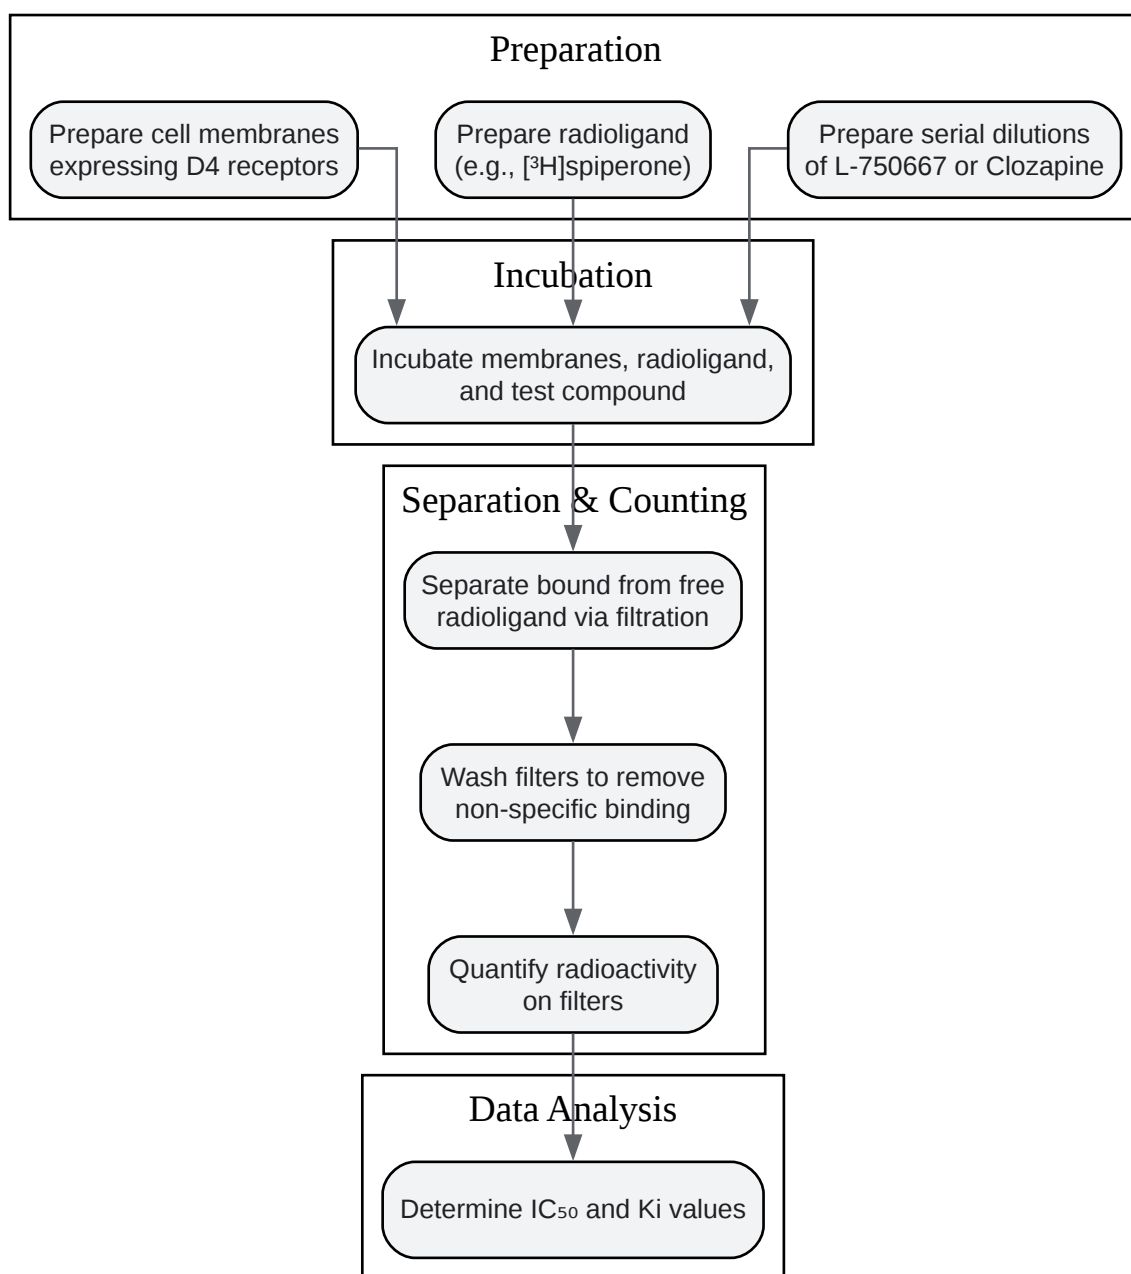 Preparation
Prepare cell membranes
expressing D4 receptors
Prepare radioligand
(e.g., [³H]spiperone)
Prepare serial dilutions
of L-750667 or Clozapine
Incubation
Incubate membranes, radioligand,
and test compound
Separation & Counting
Separate bound from free
radioligand via filtration
Wash filters to remove
non-specific binding
Quantify radioactivity
on filters
Data Analysis
Determine IC₅₀ and Ki values